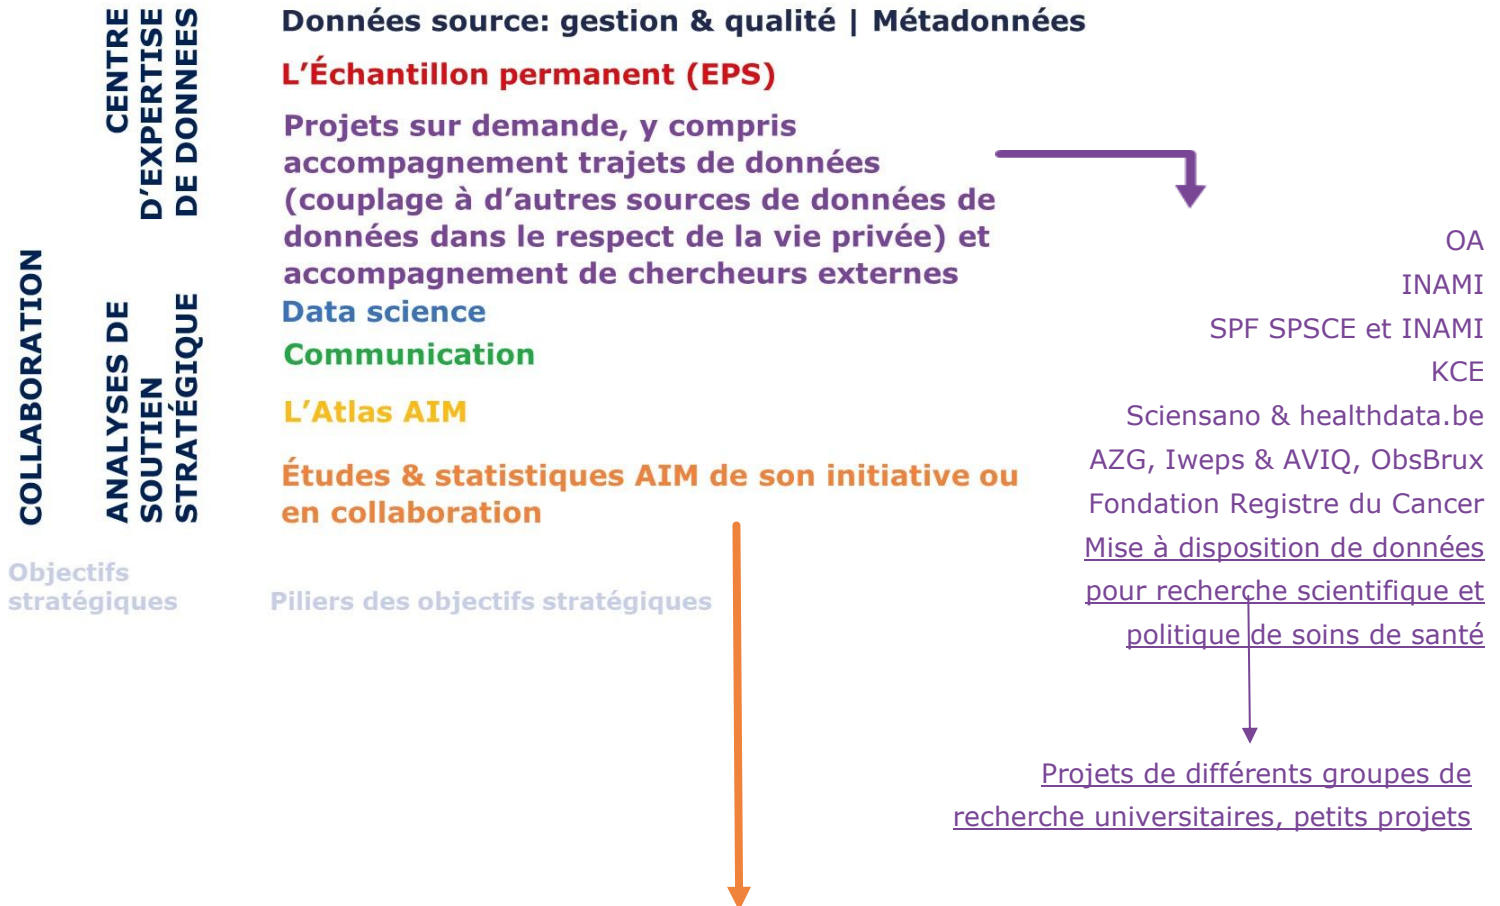 COLLABORATION
CENTRE
D'EXPERTISE
DE DONNEES
ANALYSES DE
SOUTIEN
STRATÉGIQUE
Données source: gestion & qualité | Métadonnées
L'Échantillon permanent (EPS)
Projets sur demande, y compris
accompagnement trajets de données
(couplage à d'autres sources de données de
données dans le respect de la vie privée) et
accompagnement de chercheurs externes
Data science
Communication
L'Atlas AIM
Études & statistiques AIM de son initiative ou
en collaboration
Objectifs
stratégiques
Piliers des objectifs stratégiques
OA
INAMI
SPF SPSCE et INAMI
KCE
Sciensano & healthdata.be
AZG, Iweps & AVIQ, ObsBrux
Fondation Registre du Cancer
Mise à disposition de données
pour recherche scientifique et
politique de soins de santé
Projets de différents groupes de
recherche universitaires, petits projets